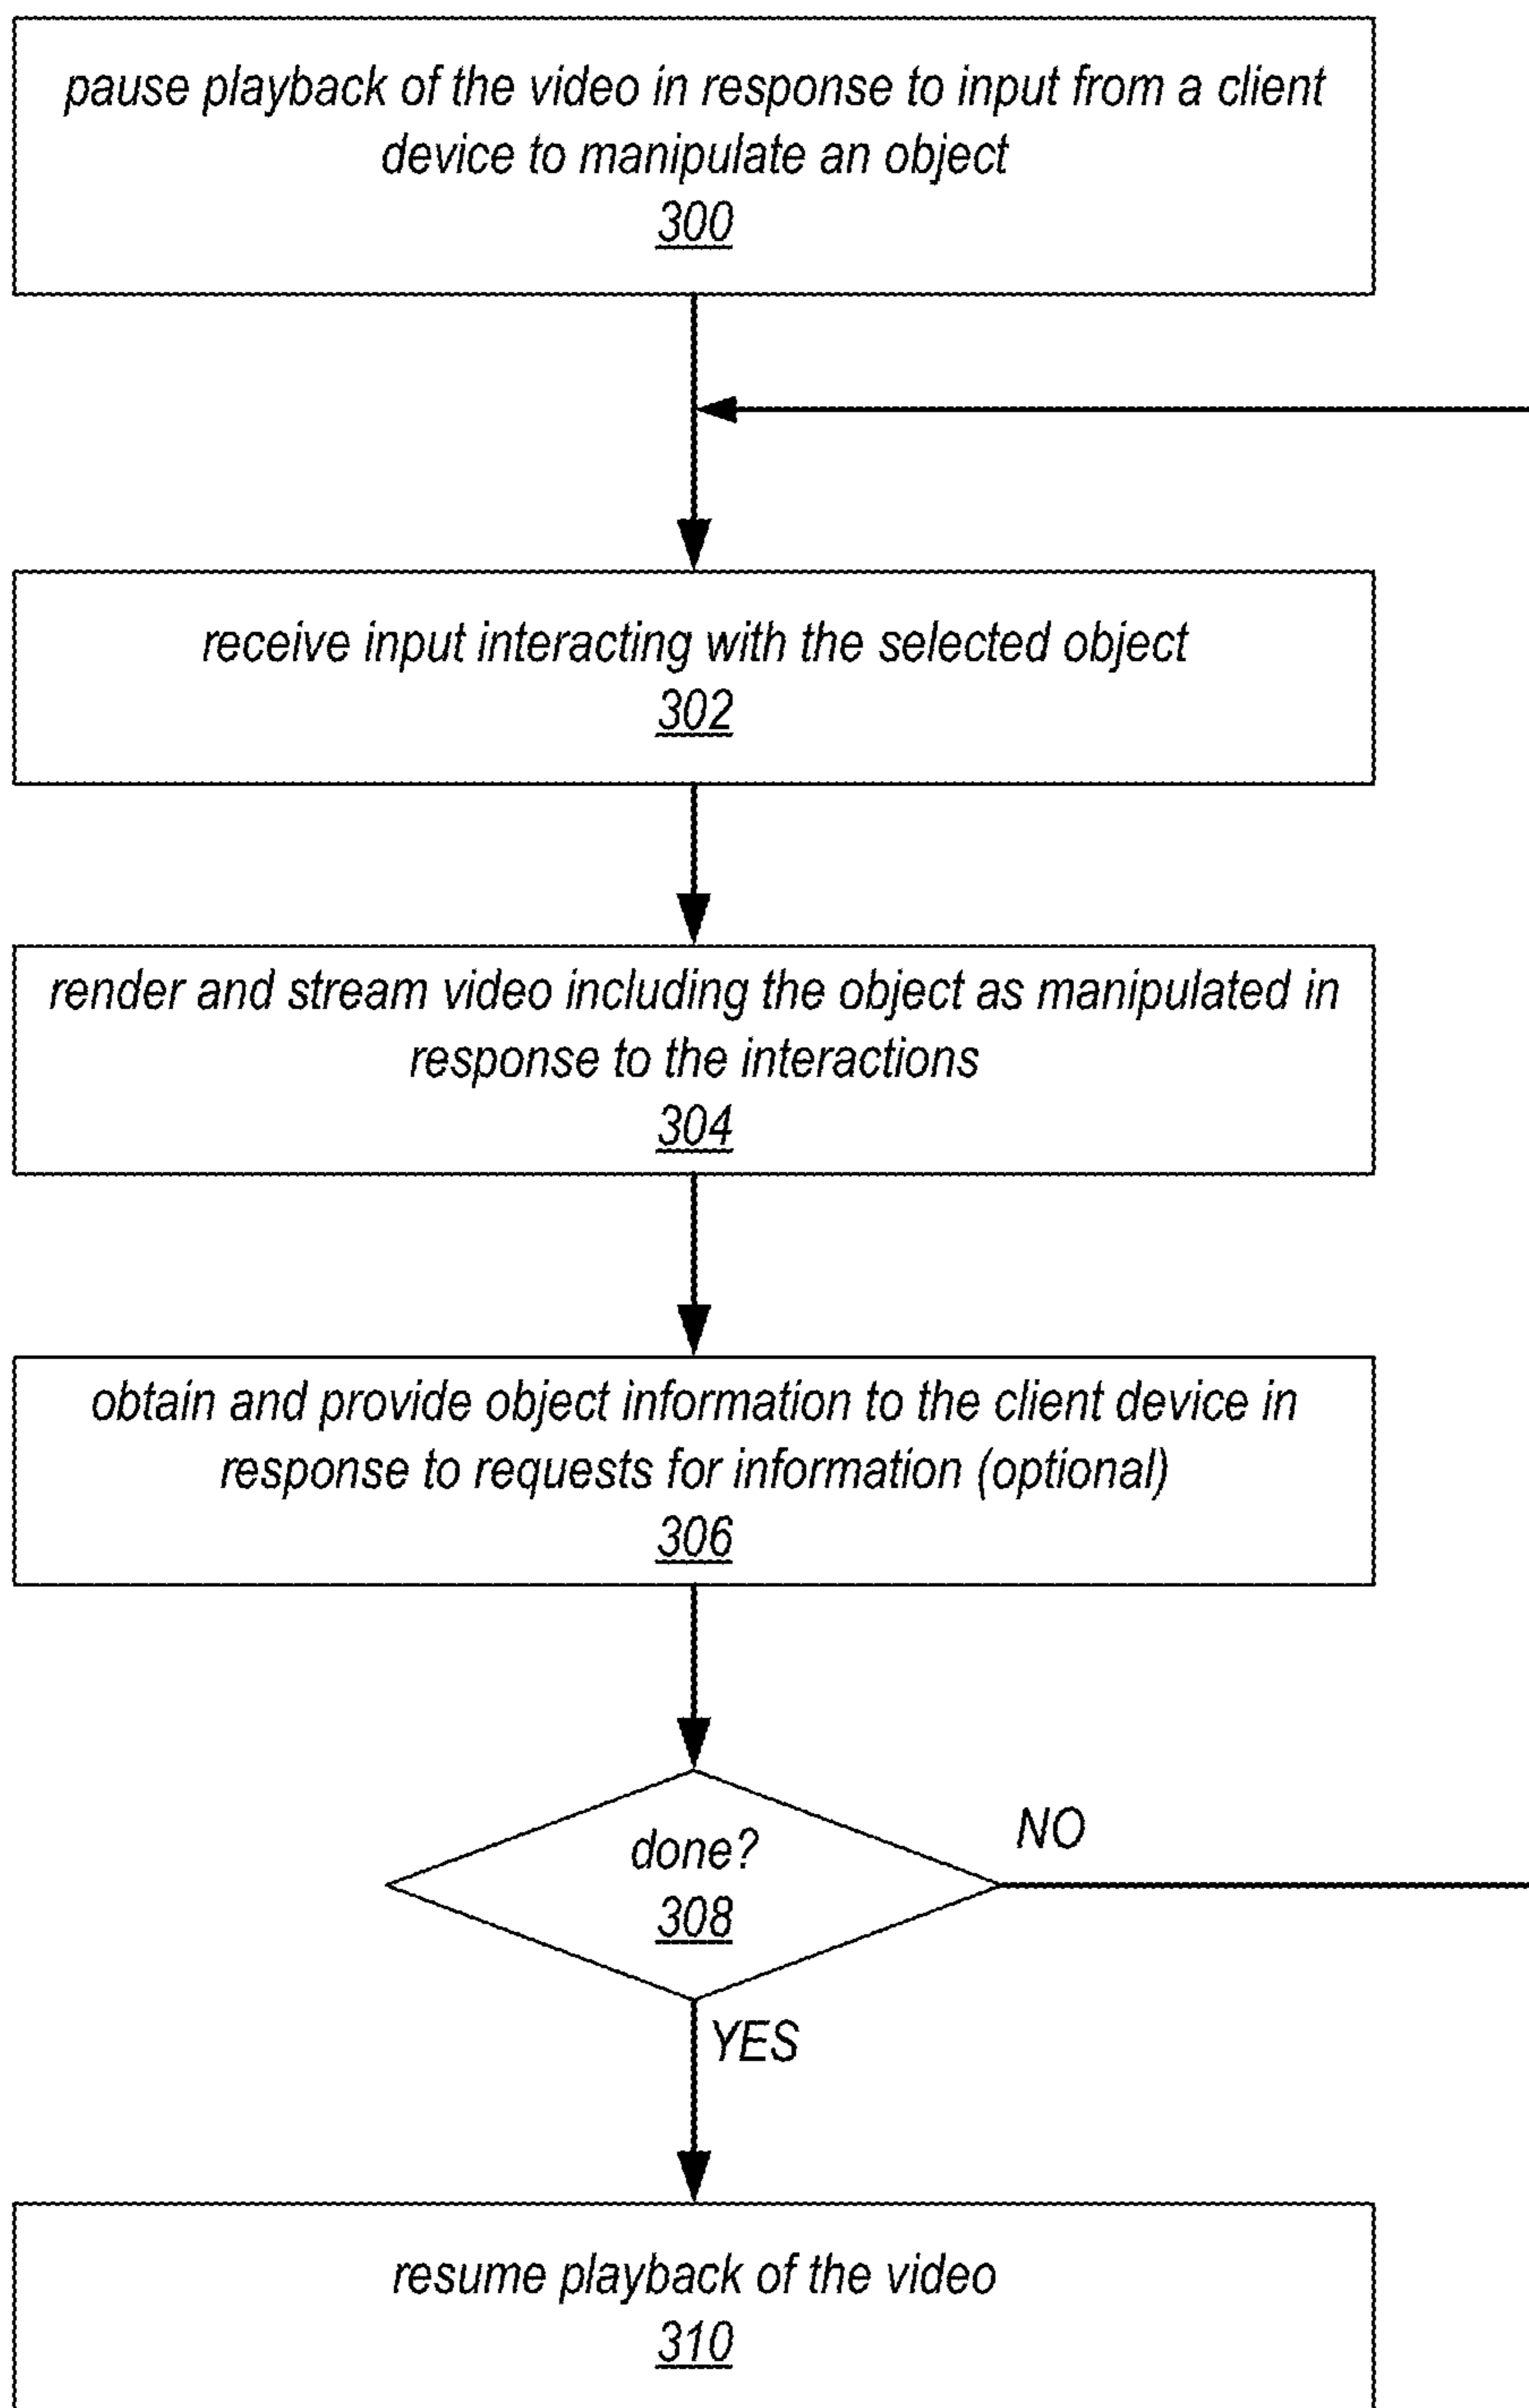 pause playback of the video in response to input from a client
device to manipulate an object
300
receive input interacting with the selected object
302
render and stream video including the object as manipulated in
response to the interactions
304
obtain and provide object information to the client device in
response to requests for information (optional)
306
done?
308
NO
YES
resume playback of the video
310